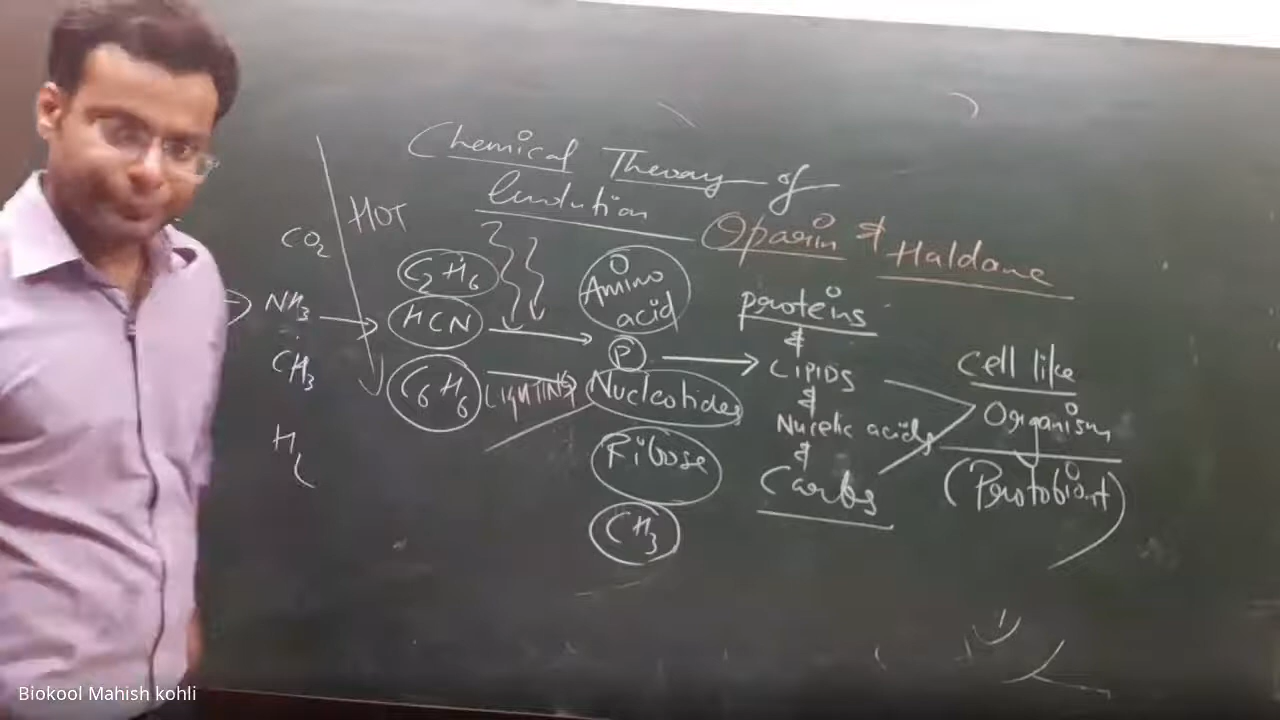 Chemical Theory of
Evolution
Oparin & Haldane
HOT
CO2
NH3
CH3
H
C2H6
HCN
C6H6
LIGHTING
Amino
acid
P
Nucleotides
Ribose
CH3
proteins
&
LIPIDS
&
Nucleic acids
&
Carbs
Cell like
Organism
(Protobiont)
Biokool Mahish kohli